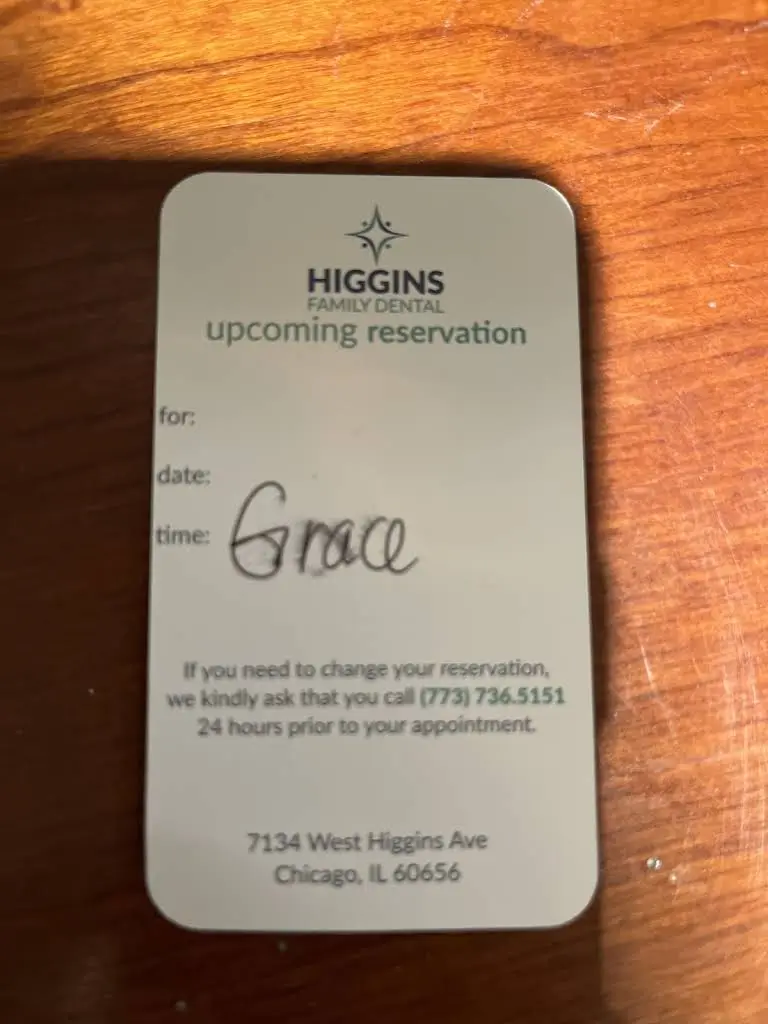 HIGGINS
FAMILY DENTAL
upcoming reservation
for:
date:
time: Grace
If you need to change your reservation,
we kindly ask that you call (773) 736.5151
24 hours prior to your appointment.
7134 West Higgins Ave
Chicago, IL 60656